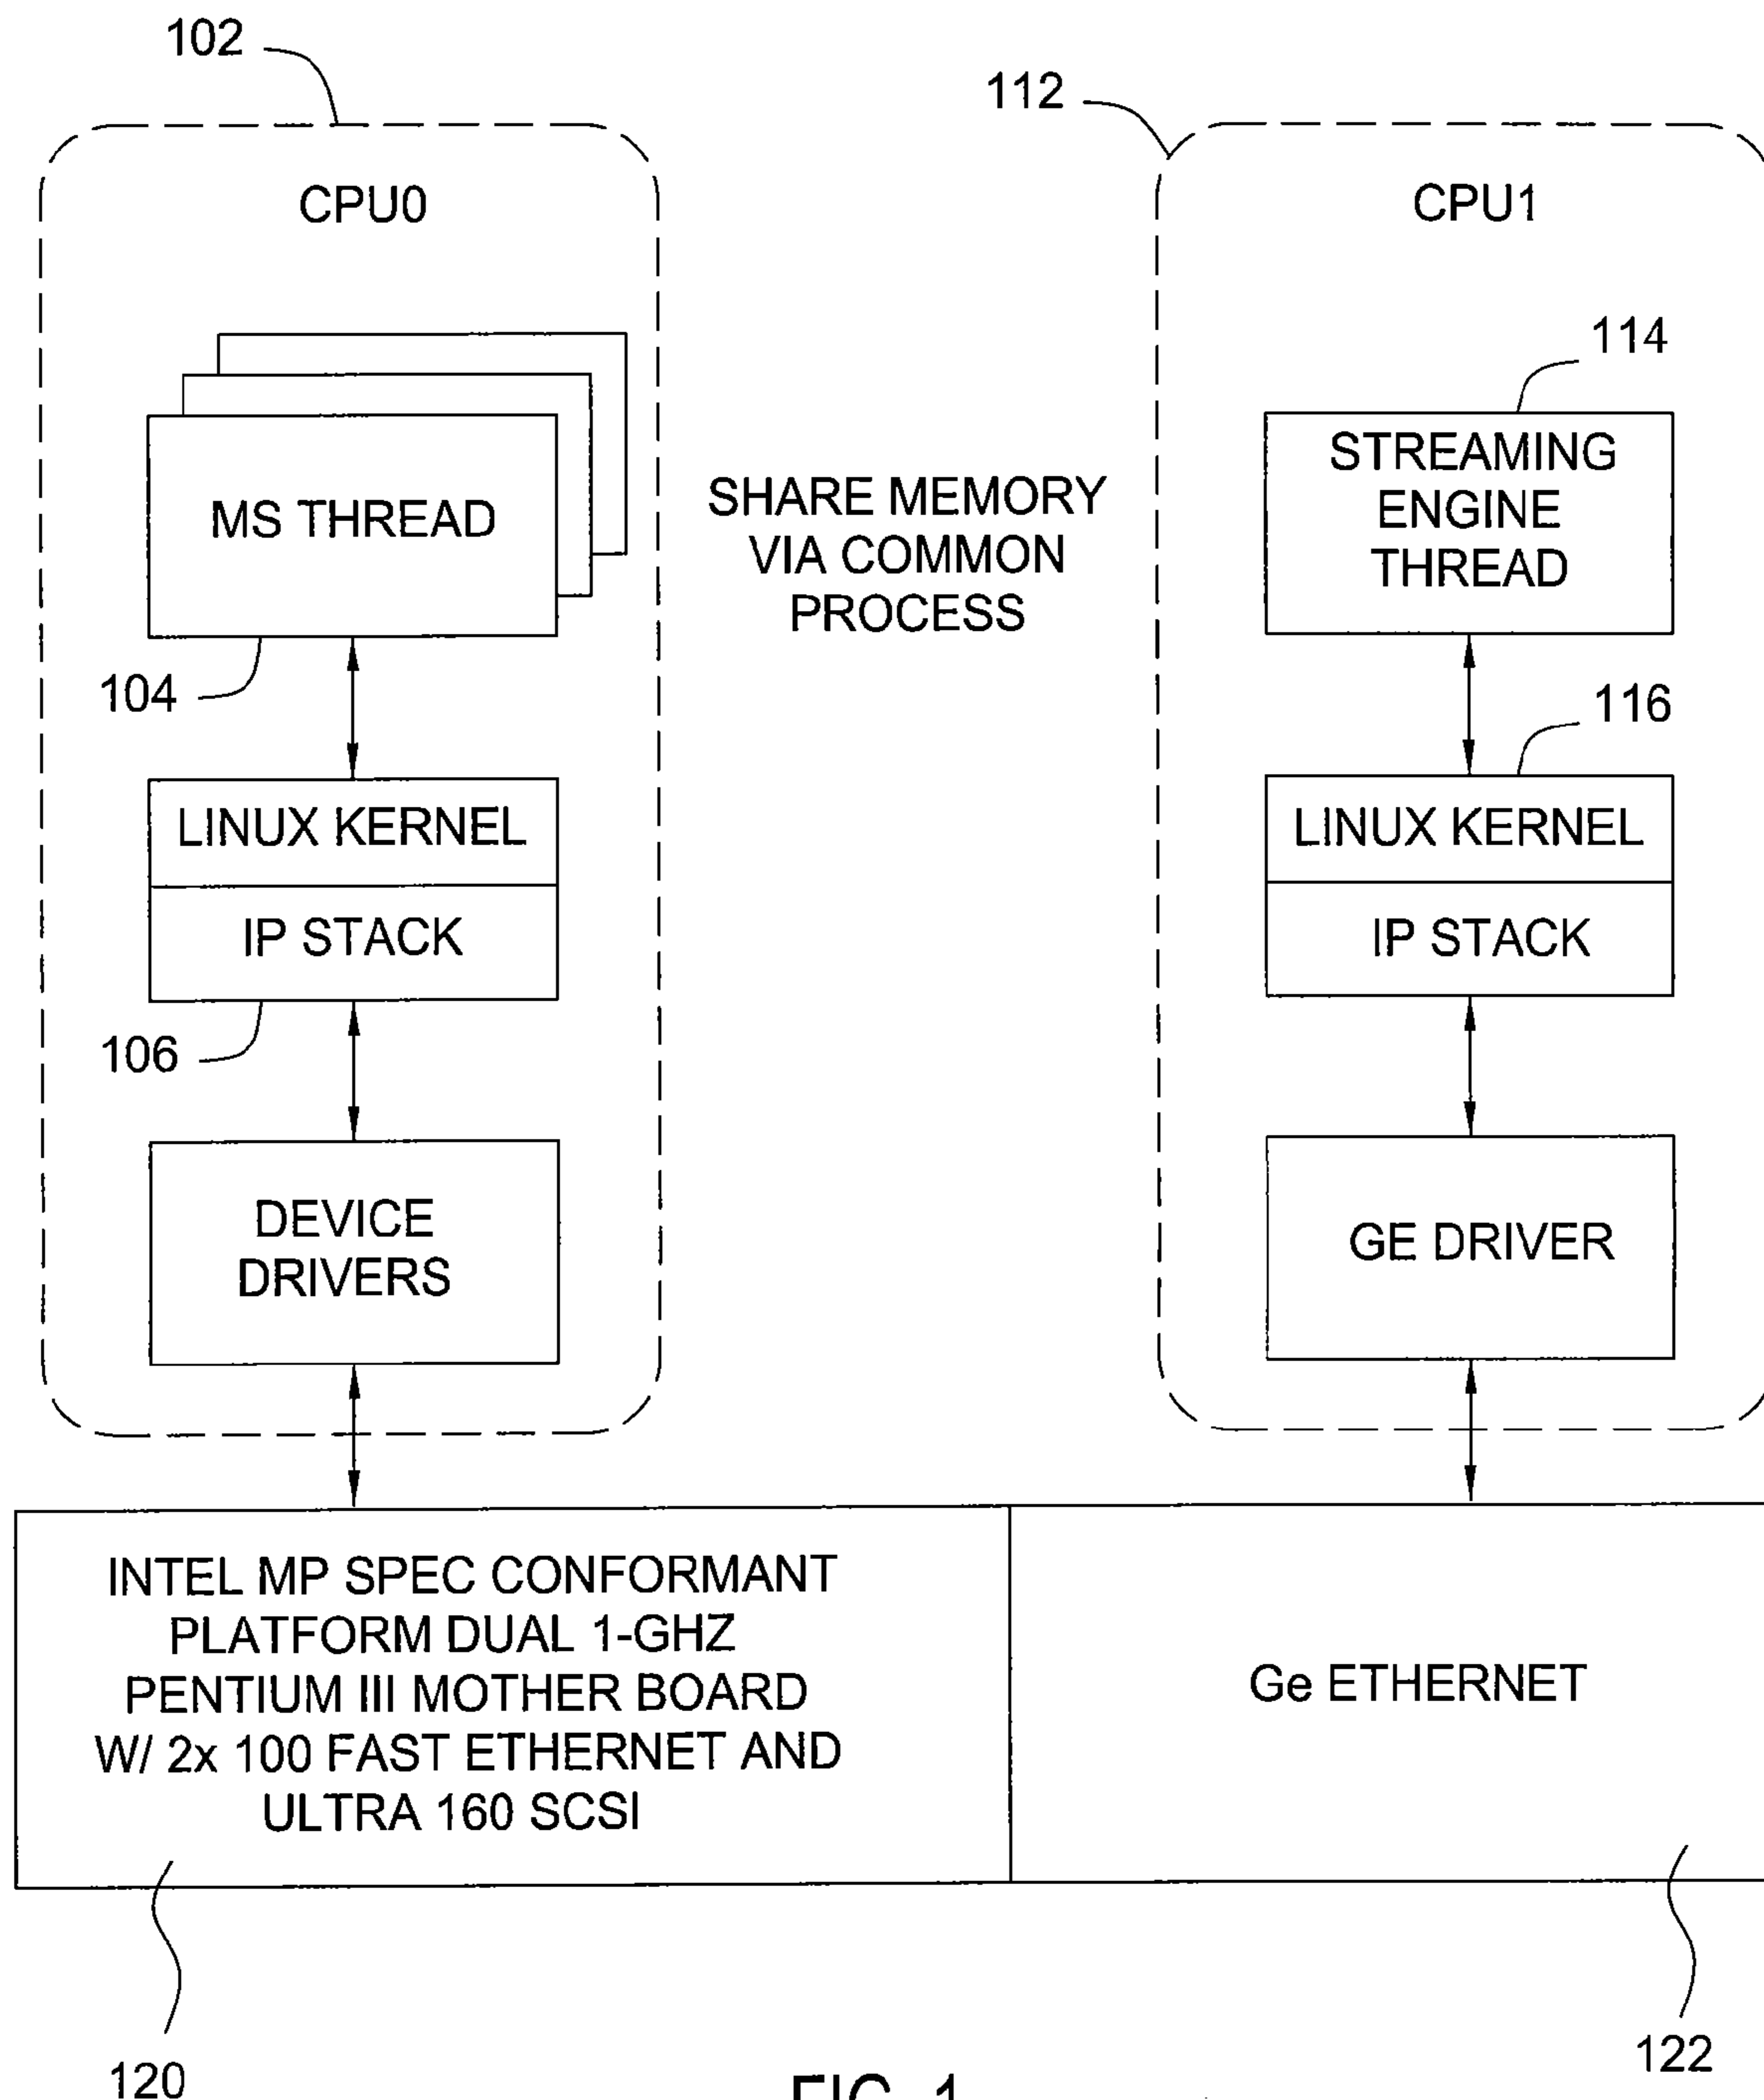 102
112
CPU0
CPU1
114
MS THREAD
SHARE MEMORY
VIA COMMON
PROCESS
STREAMING
ENGINE
THREAD
104
116
LINUX KERNEL
IP STACK
LINUX KERNEL
IP STACK
106
DEVICE
DRIVERS
GE DRIVER
INTEL MP SPEC CONFORMANT
PLATFORM DUAL 1-GHZ
PENTIUM III MOTHER BOARD
W/ 2x 100 FAST ETHERNET AND
ULTRA 160 SCSI
Ge ETHERNET
120
122
FIG. 1